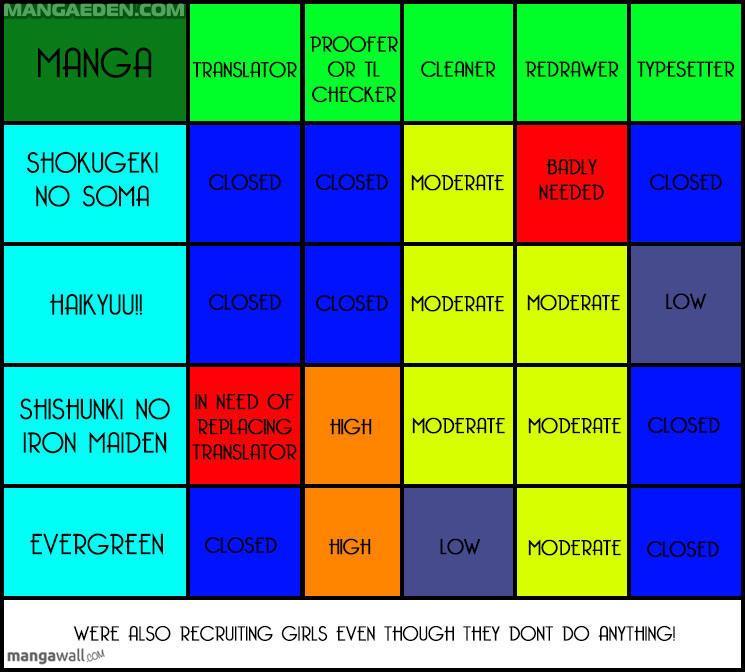 MANGAEDEN.COM
MANGA
TRANSLATOR
PROOFER
OR TL
CHECKER
CLEANER
REDRAWER
TYPESETTER
SHOKUGEKI
NO SOMA
CLOSED
CLOSED
MODERATE
BADLY
NEEDED
CLOSED
HAIKYUU!!
CLOSED
CLOSED
MODERATE
MODERATE
LOW
SHISHUNKI NO
IRON MAIDEN
IN NEED OF
REPLACING
TRANSLATOR
HIGH
MODERATE
MODERATE
CLOSED
EVERGREEN
CLOSED
HIGH
LOW
MODERATE
CLOSED
WERE ALSO RECRUITING GIRLS EVEN THOUGH THEY DONT DO ANYTHING!
mangawall.com